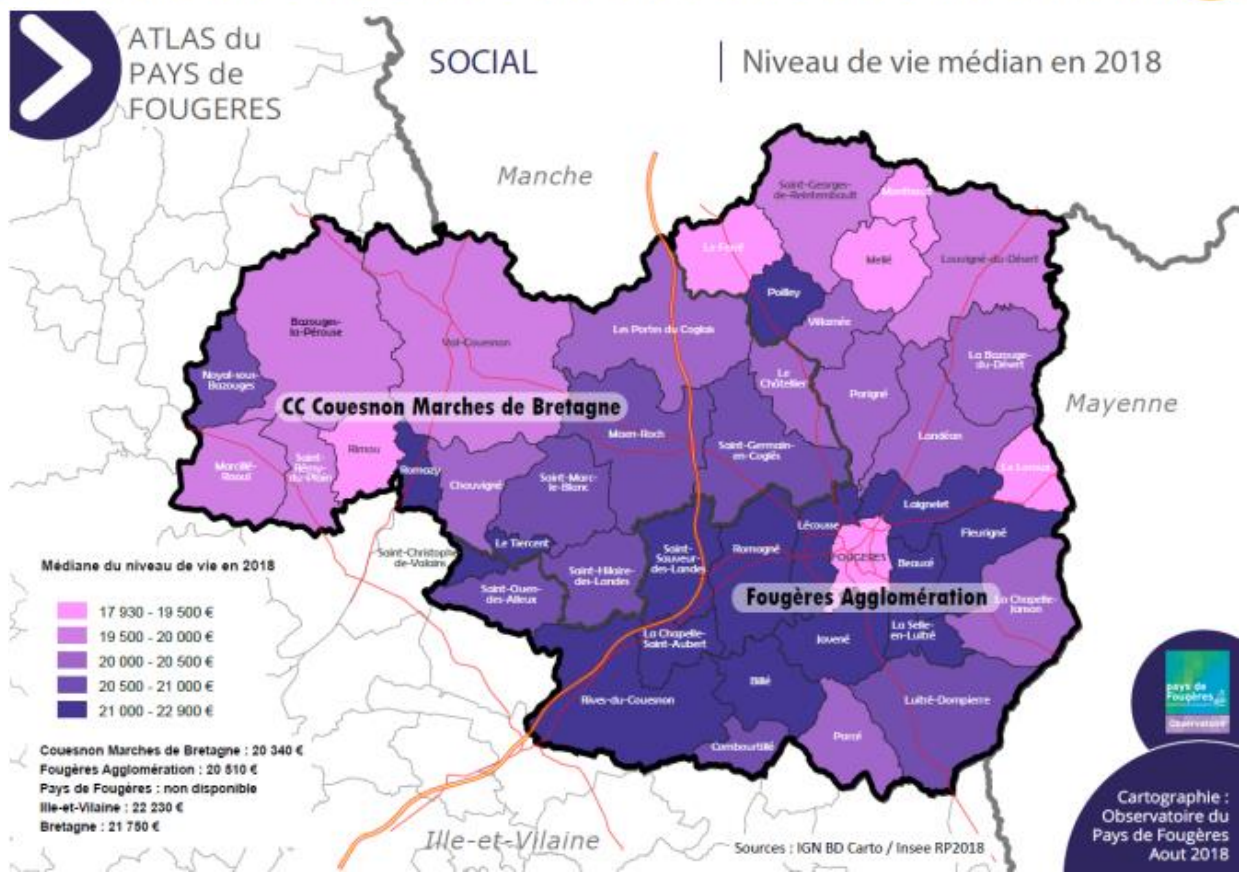 ATLAS du
PAYS de
FOUGERES
SOCIAL
Niveau de vie médian en 2018
Manche
Saint-Georges-
de-Reintembault
Monthault
Le Ferré
Mellé
Louvigné-du-Désert
Poilley
Villamée
Bazouges-
la-Pérouse
Val-Couesnon
Les Portes du Coglais
La Bazouge-
du-Désert
Noyal-sous-
Bazouges
Le
Châtellier
Parigné
Mayenne
CC Couesnon Marches de Bretagne
Maen-Roch
Landéan
Saint-Germain-
en-Coglès
Rimou
Romazy
Marcillé-
Raoul
Saint-
Rémy-
du-Plain
Chauvigné
Saint-Marc-
le-Blanc
Le Loroux
Laignelet
Lécousse
Fleurigné
Le Tiercent
Saint-
Sauveur-
des-Landes
Romagné
FOUGERES
Beaucé
Saint-Christophe-
de-Valains
Saint-Hilaire-
des-Landes
Saint-Ouen-
des-Alleux
Fougères Agglomération
La Chapelle-
Janson
La Chapelle-
Saint-Aubert
Javené
La Selle-
en-Luitré
Billé
Rives-du-Couesnon
Luitré-Dompierre
Combourtillé
Parcé
Médiane du niveau de vie en 2018
17 930 - 19 500 €
19 500 - 20 000 €
20 000 - 20 500 €
20 500 - 21 000 €
21 000 - 22 900 €
Couesnon Marches de Bretagne : 20 340 €
Fougères Agglomération : 20 510 €
Pays de Fougères : non disponible
Ille-et-Vilaine : 22 230 €
Bretagne : 21 750 €
Ille-et-Vilaine
Sources : IGN BD Carto / Insee RP2018
pays de
Fougères
Observatoire
Cartographie :
Observatoire du
Pays de Fougères
Aout 2018